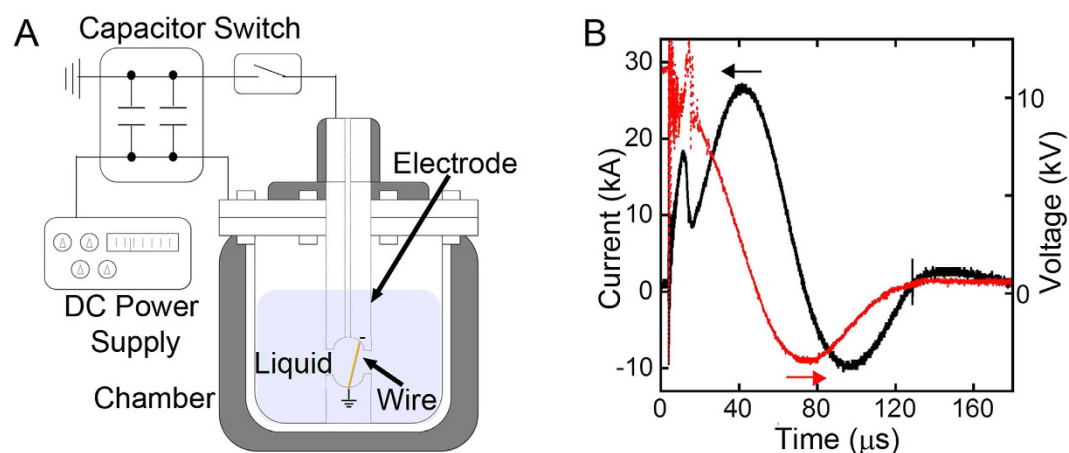 A
Capacitor Switch
Electrode
DC Power
Supply
Liquid
Chamber
Wire
B
Current (kA)
30
20
10
0
-10
Voltage (kV)
10
0
0 40 80 120 160
Time (μs)